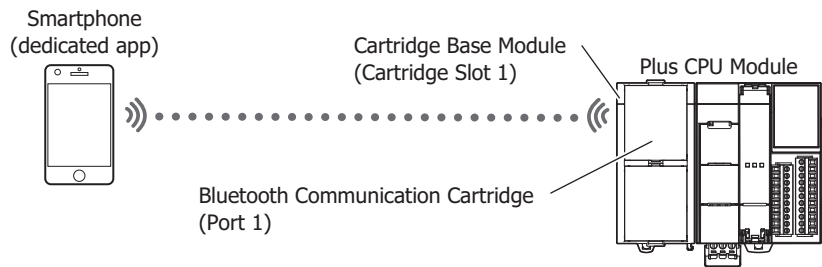 Smartphone
(dedicated app)
Cartridge Base Module
(Cartridge Slot 1)
Plus CPU Module
Bluetooth Communication Cartridge
(Port 1)